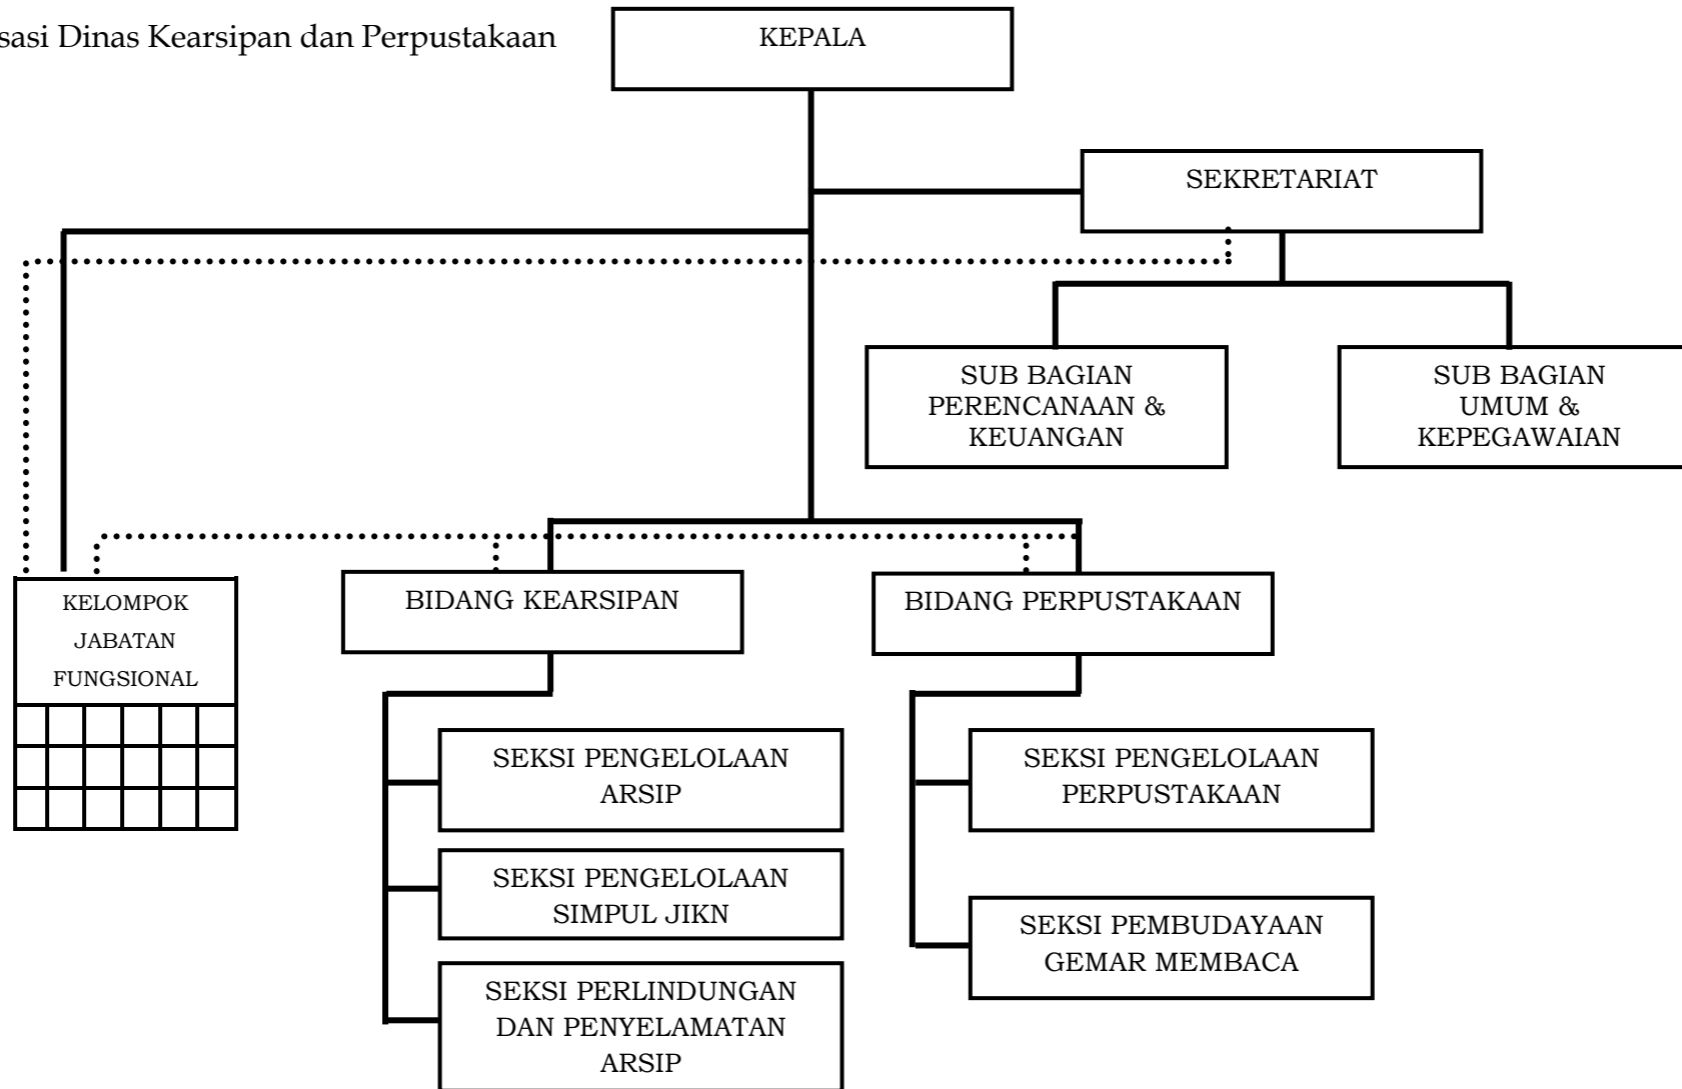 Dinas Kearsipan dan Perpustakaan
KEPALA
SEKRETARIAT
SUB BAGIAN
PERENCANAAN &
KEUANGAN
SUB BAGIAN
UMUM &
KEPEGAWAIAN
KELOMPOK
JABATAN
FUNGSIONAL
BIDANG KEARSIPAN
BIDANG PERPUSTAKAAN
SEKSI PENGELOLAAN
ARSIP
SEKSI PENGELOLAAN
SIMPUL JIKN
SEKSI PERLINDUNGAN
DAN PENYELAMATAN
ARSIP
SEKSI PENGELOLAAN
PERPUSTAKAAN
SEKSI PEMBUDAYAAN
GEMAR MEMBACA